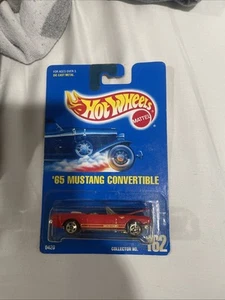 HOT WHEELS
MATTEL
'65 MUSTANG CONVERTIBLE
COLLECTOR NO.
162